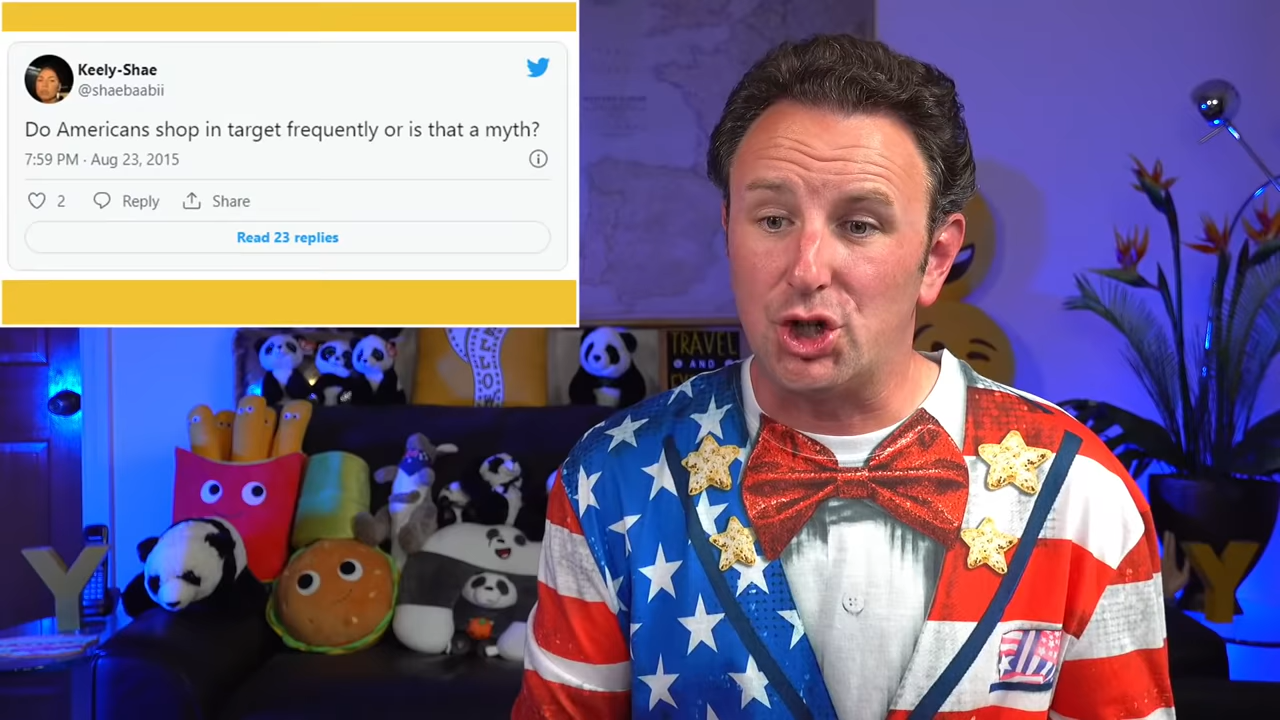 Keely-Shae
@shaebaabii
Do Americans shop in target frequently or is that a myth?
7:59 PM · Aug 23, 2015
2 Reply Share
Read 23 replies
TRAVEL
AND
Y
Y